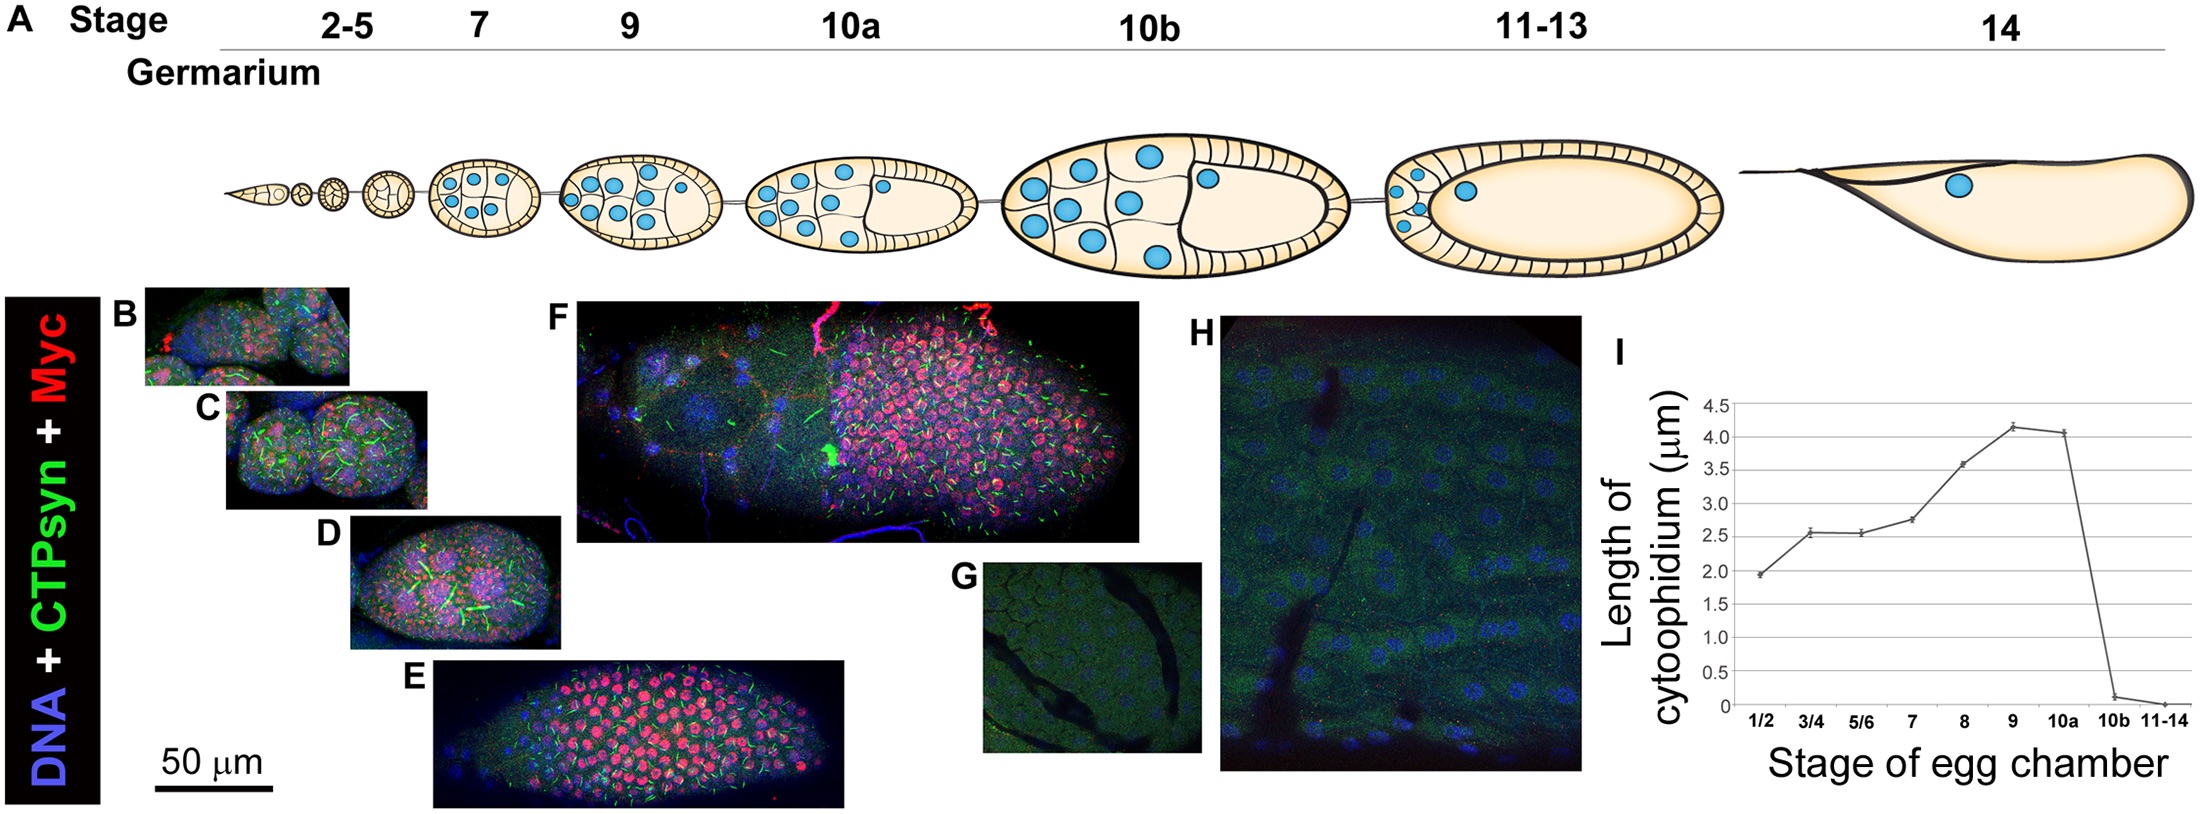 A Stage 2-5 7 9 10a 10b 11-13 14
Germarium
DNA + CTPsyn + Myc
B
C
D
E
50 μm
F
G
H
I
Length of
cytoophidium (μm)
4.5
4.0
3.5
3.0
2.5
2.0
1.5
1.0
0.5
0
1/2 3/4 5/6 7 8 9 10a 10b 11-14
Stage of egg chamber